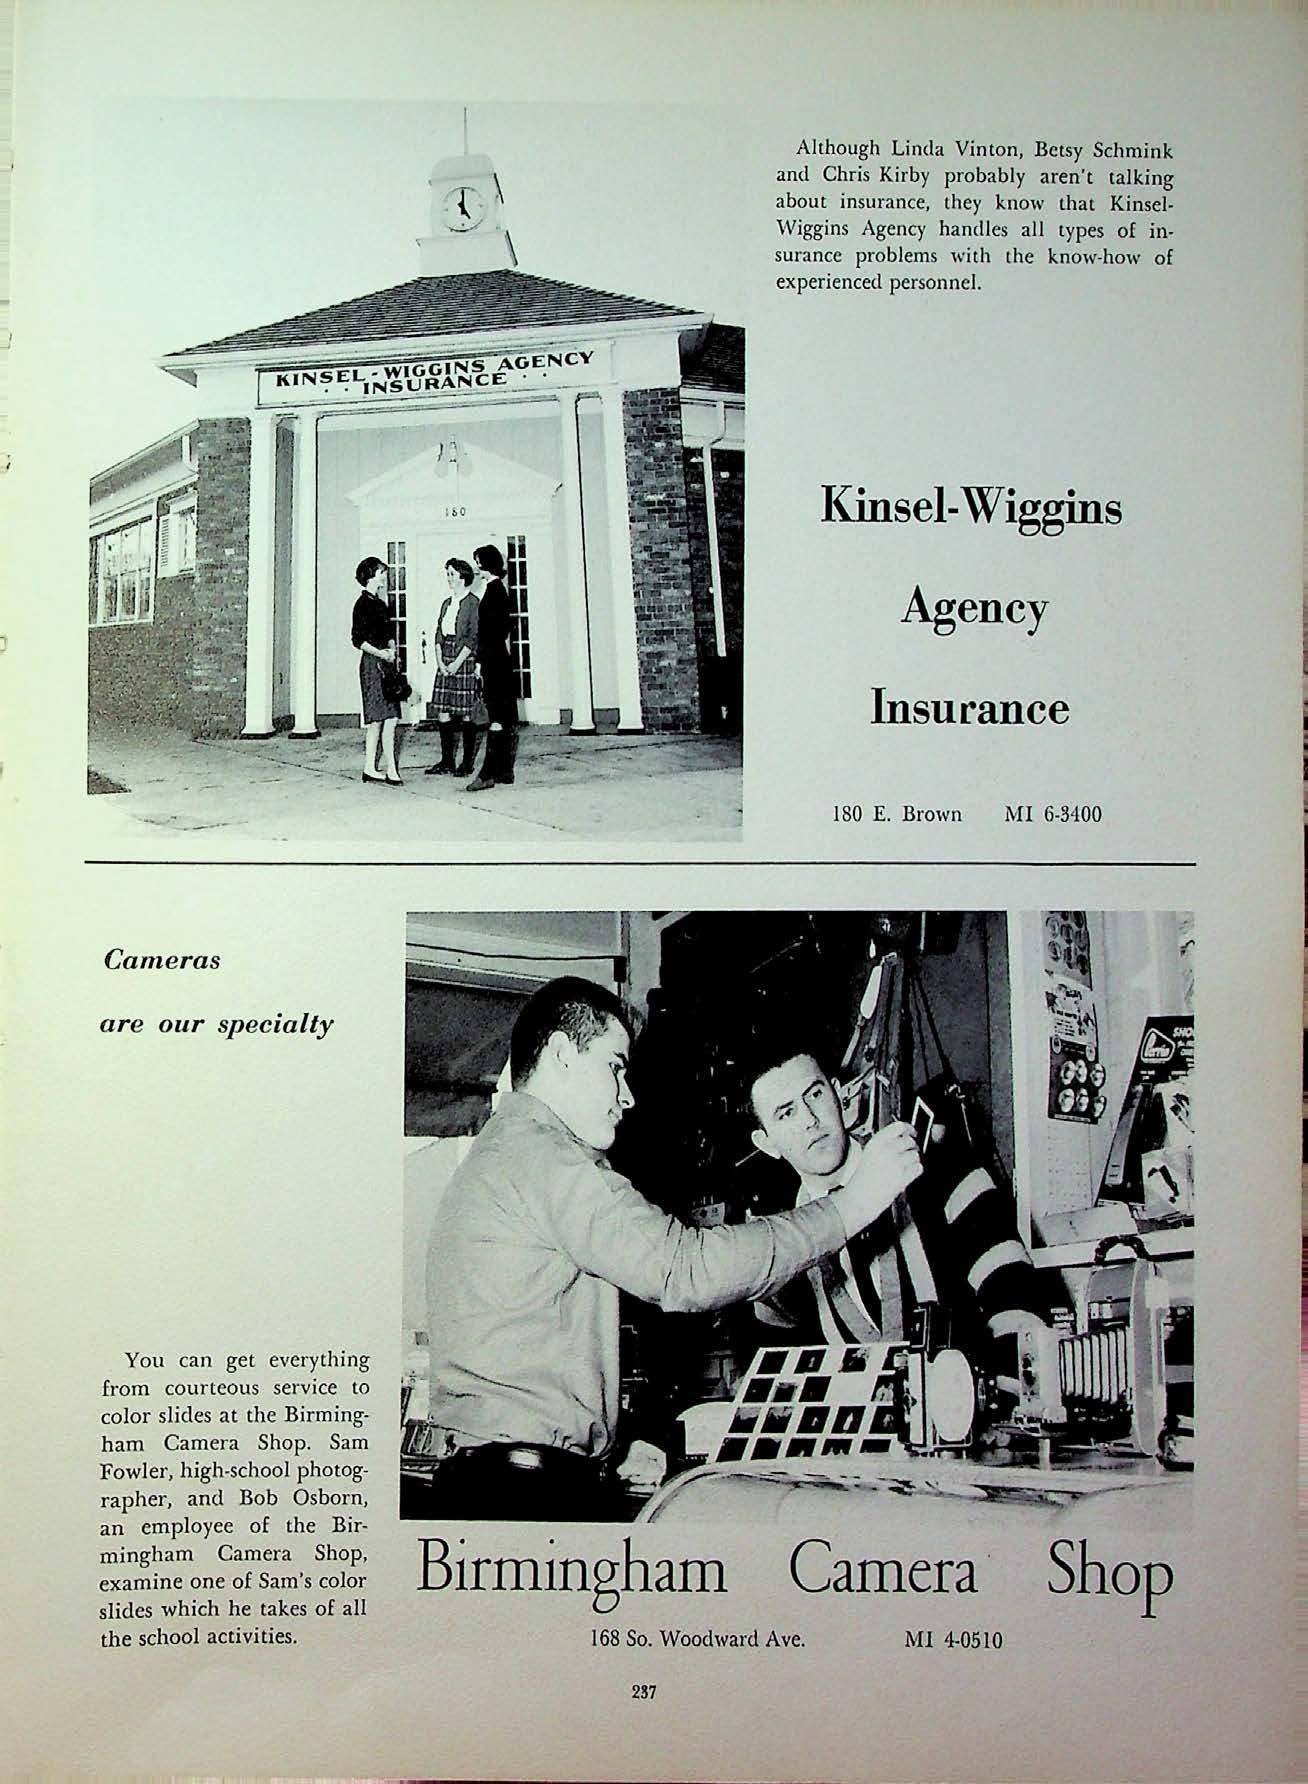 Although Linda Vinton, Betsy Schmink
and Chris Kirby probably aren't talking
about insurance, they know that Kinsel-
Wiggins Agency handles all types of in-
surance problems with the know-how of
experienced personnel.
KINSEL - WIGGINS AGENCY
· · INSURANCE · ·
180
Kinsel-Wiggins
Agency
Insurance
180 E. Brown MI 6-3400
Cameras
are our specialty
You can get everything
from courteous service to
color slides at the Birming-
ham Camera Shop. Sam
Fowler, high-school photog-
rapher, and Bob Osborn,
an employee of the Bir-
mingham Camera Shop,
examine one of Sam's color
slides which he takes of all
the school activities.
Perrin
Birmingham Camera Shop
168 So. Woodward Ave. MI 4-0510
237